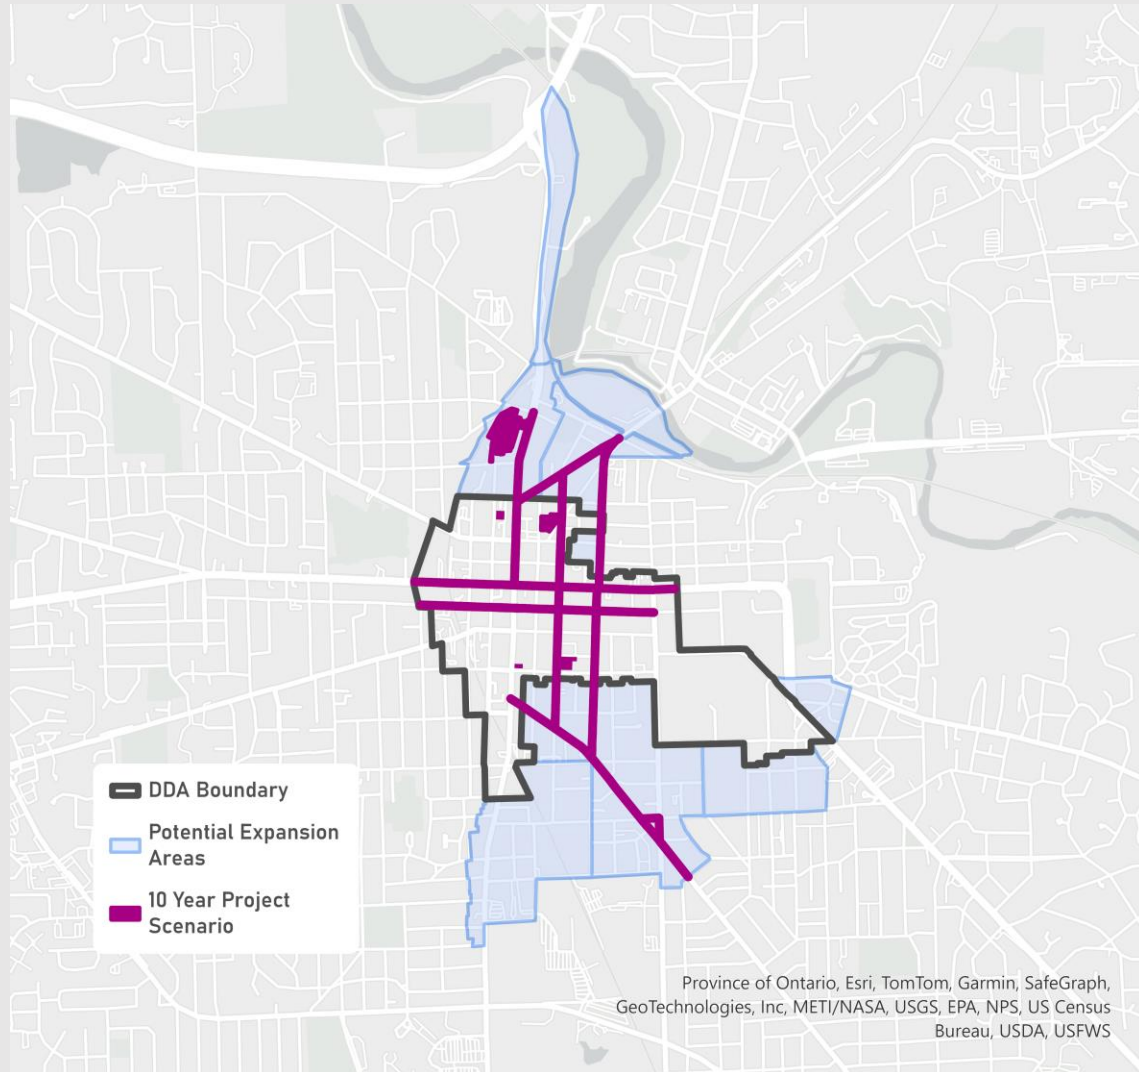 DDA Boundary
Potential Expansion
Areas
10 Year Project
Scenario
Province of Ontario, Esri, TomTom, Garmin, SafeGraph,
GeoTechnologies, Inc, METI/NASA, USGS, EPA, NPS, US Census
Bureau, USDA, USFWS